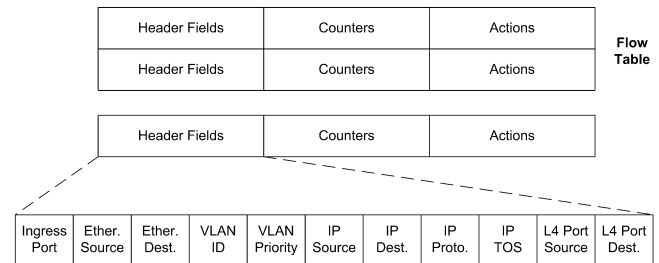 Header Fields Counters Actions
Header Fields Counters Actions
Flow
Table
Header Fields Counters Actions
Ingress Port
Ether. Source
Ether. Dest.
VLAN ID
VLAN Priority
IP Source
IP Dest.
IP Proto.
IP TOS
L4 Port Source
L4 Port Dest.